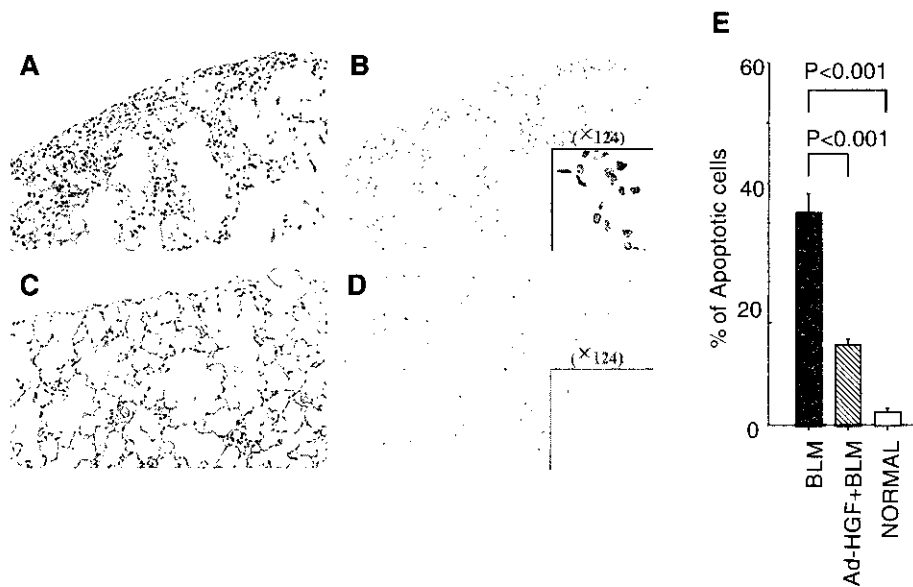 A
B
(×124)
C
D
(×124)
E
% of Apoptotic cells
60
40
20
0
P<0.001
P<0.001
BLM
Ad-HGF+BLM
NORMAL